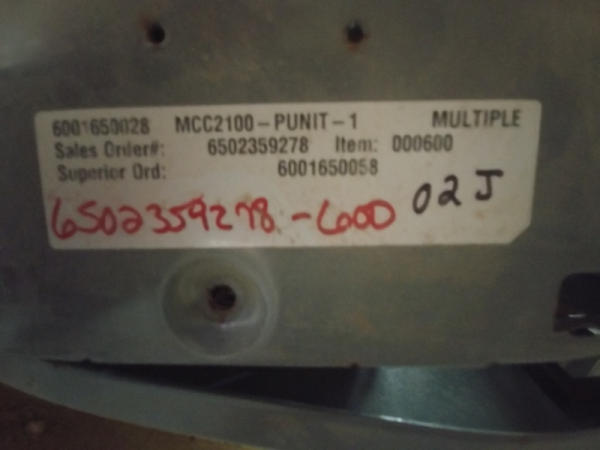 6001650028 MCC2100-PUNIT-1 MULTIPLE
Sales Order#: 6502359278 Item: 000600
Superior Ord: 6001650058
6502359278-600 02J